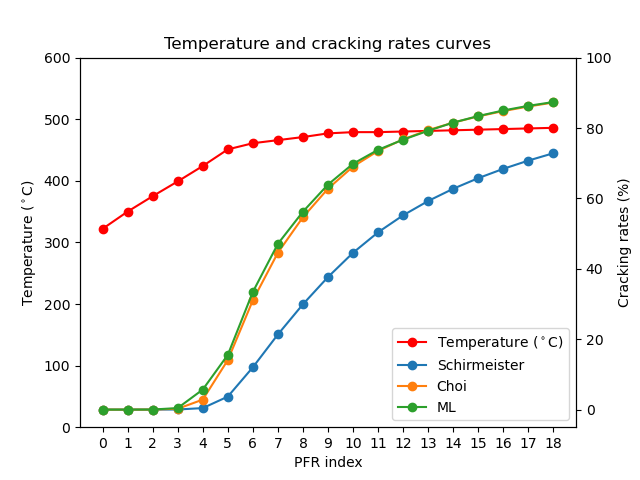 Temperature and cracking rates curves
Temperature (°C)
600
500
400
300
200
100
0
100
80
60
40
20
0
Cracking rates (%)
Temperature (°C)
Schirmeister
Choi
ML
0 1 2 3 4 5 6 7 8 9 10 11 12 13 14 15 16 17 18
PFR index